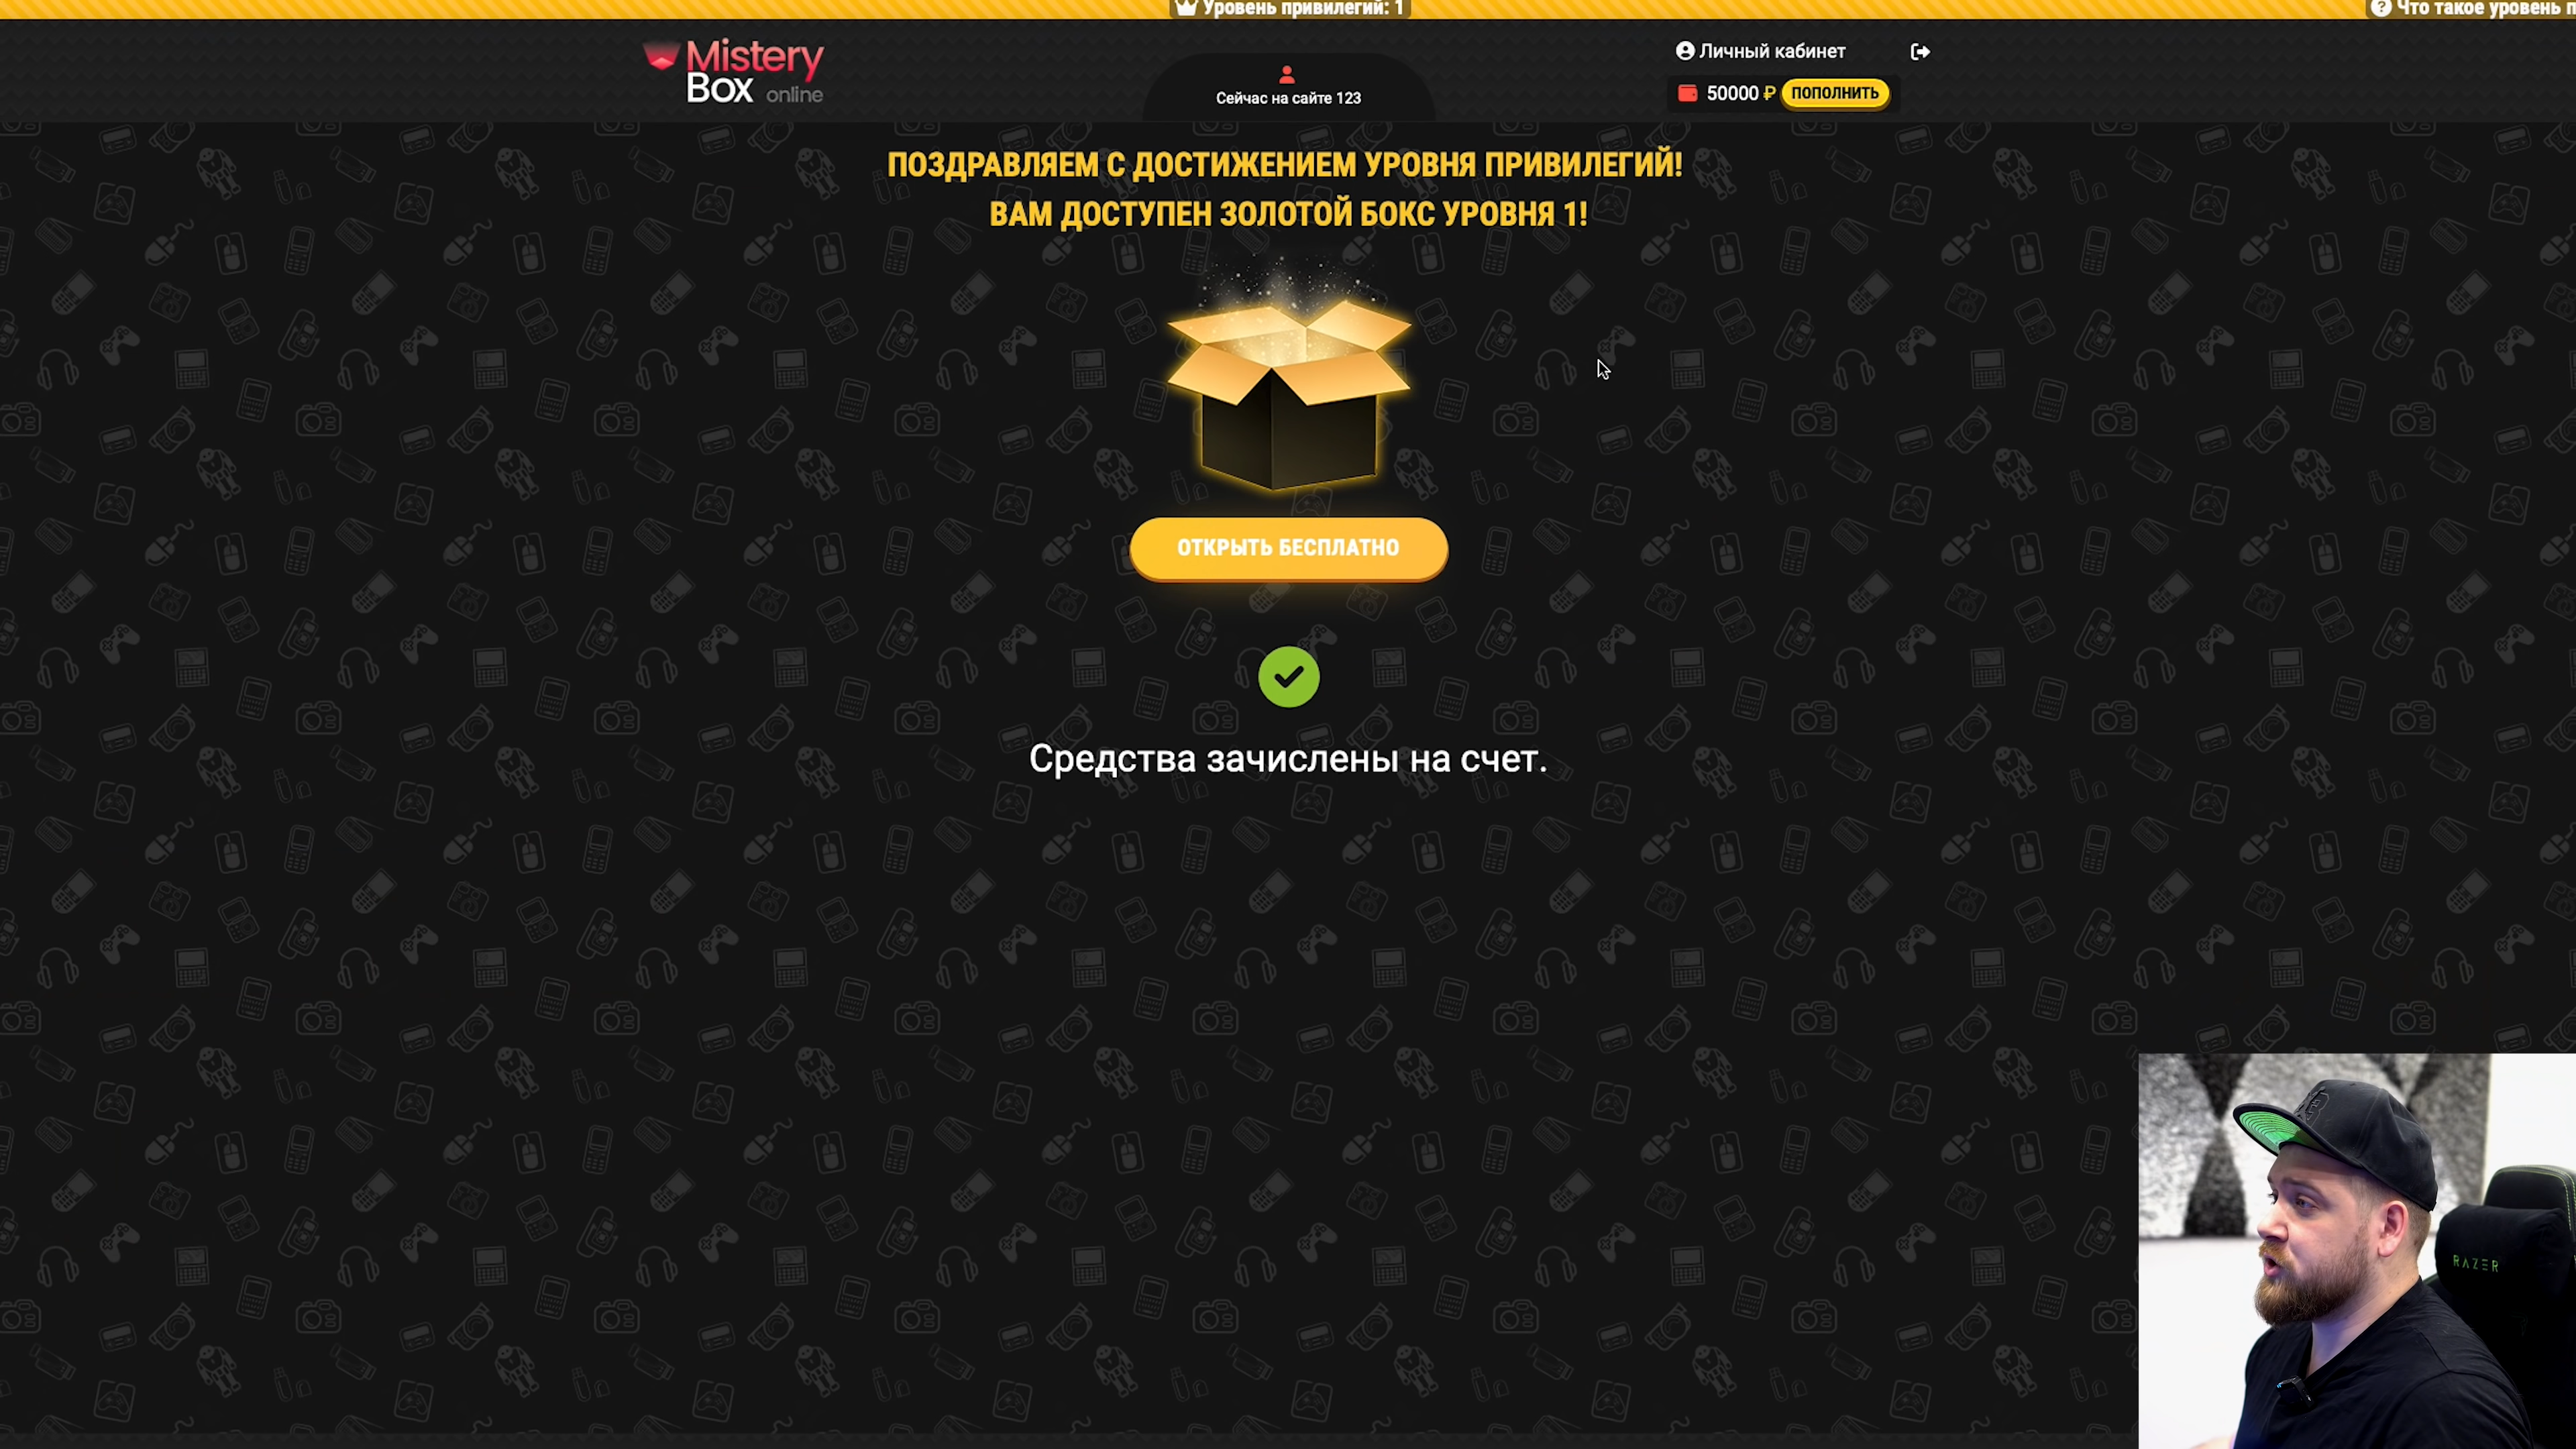 Уровень привилегий: 1
Что такое уровень п
Mistery
Box online
Сейчас на сайте 123
Личный кабинет
50000 ₽ ПОПОЛНИТЬ
ПОЗДРАВЛЯЕМ С ДОСТИЖЕНИЕМ УРОВНЯ ПРИВИЛЕГИЙ!
ВАМ ДОСТУПЕН ЗОЛОТОЙ БОКС УРОВНЯ 1!
ОТКРЫТЬ БЕСПЛАТНО
Средства зачислены на счет.
RAZER